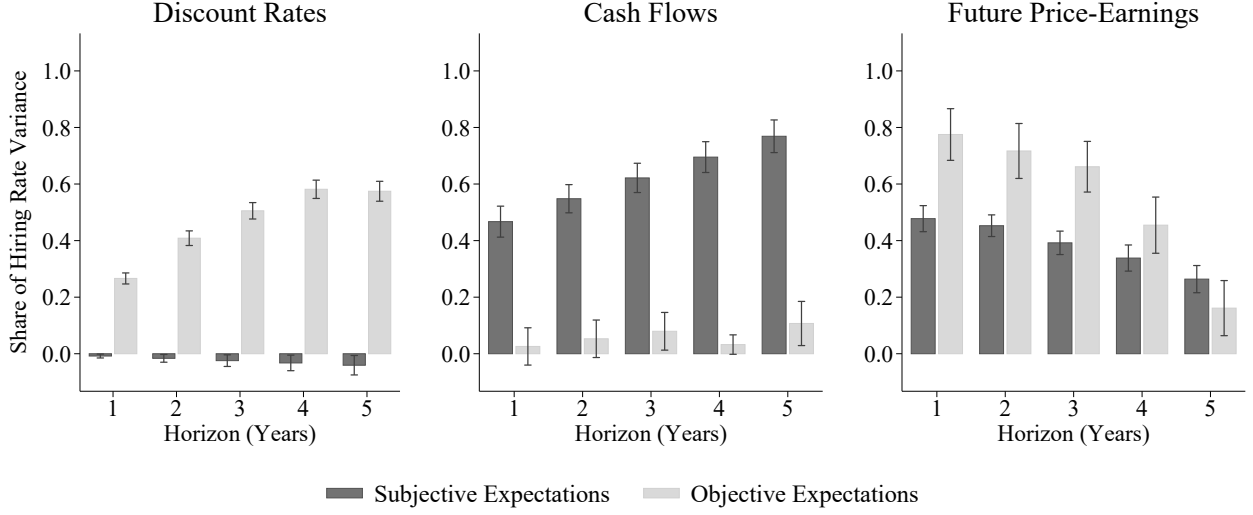 Discount Rates
Cash Flows
Future Price-Earnings
Share of Hiring Rate Variance
1.0
0.8
0.6
0.4
0.2
0.0
1 2 3 4 5
Horizon (Years)
1.0
0.8
0.6
0.4
0.2
0.0
1 2 3 4 5
Horizon (Years)
1.0
0.8
0.6
0.4
0.2
0.0
1 2 3 4 5
Horizon (Years)
Subjective Expectations
Objective Expectations